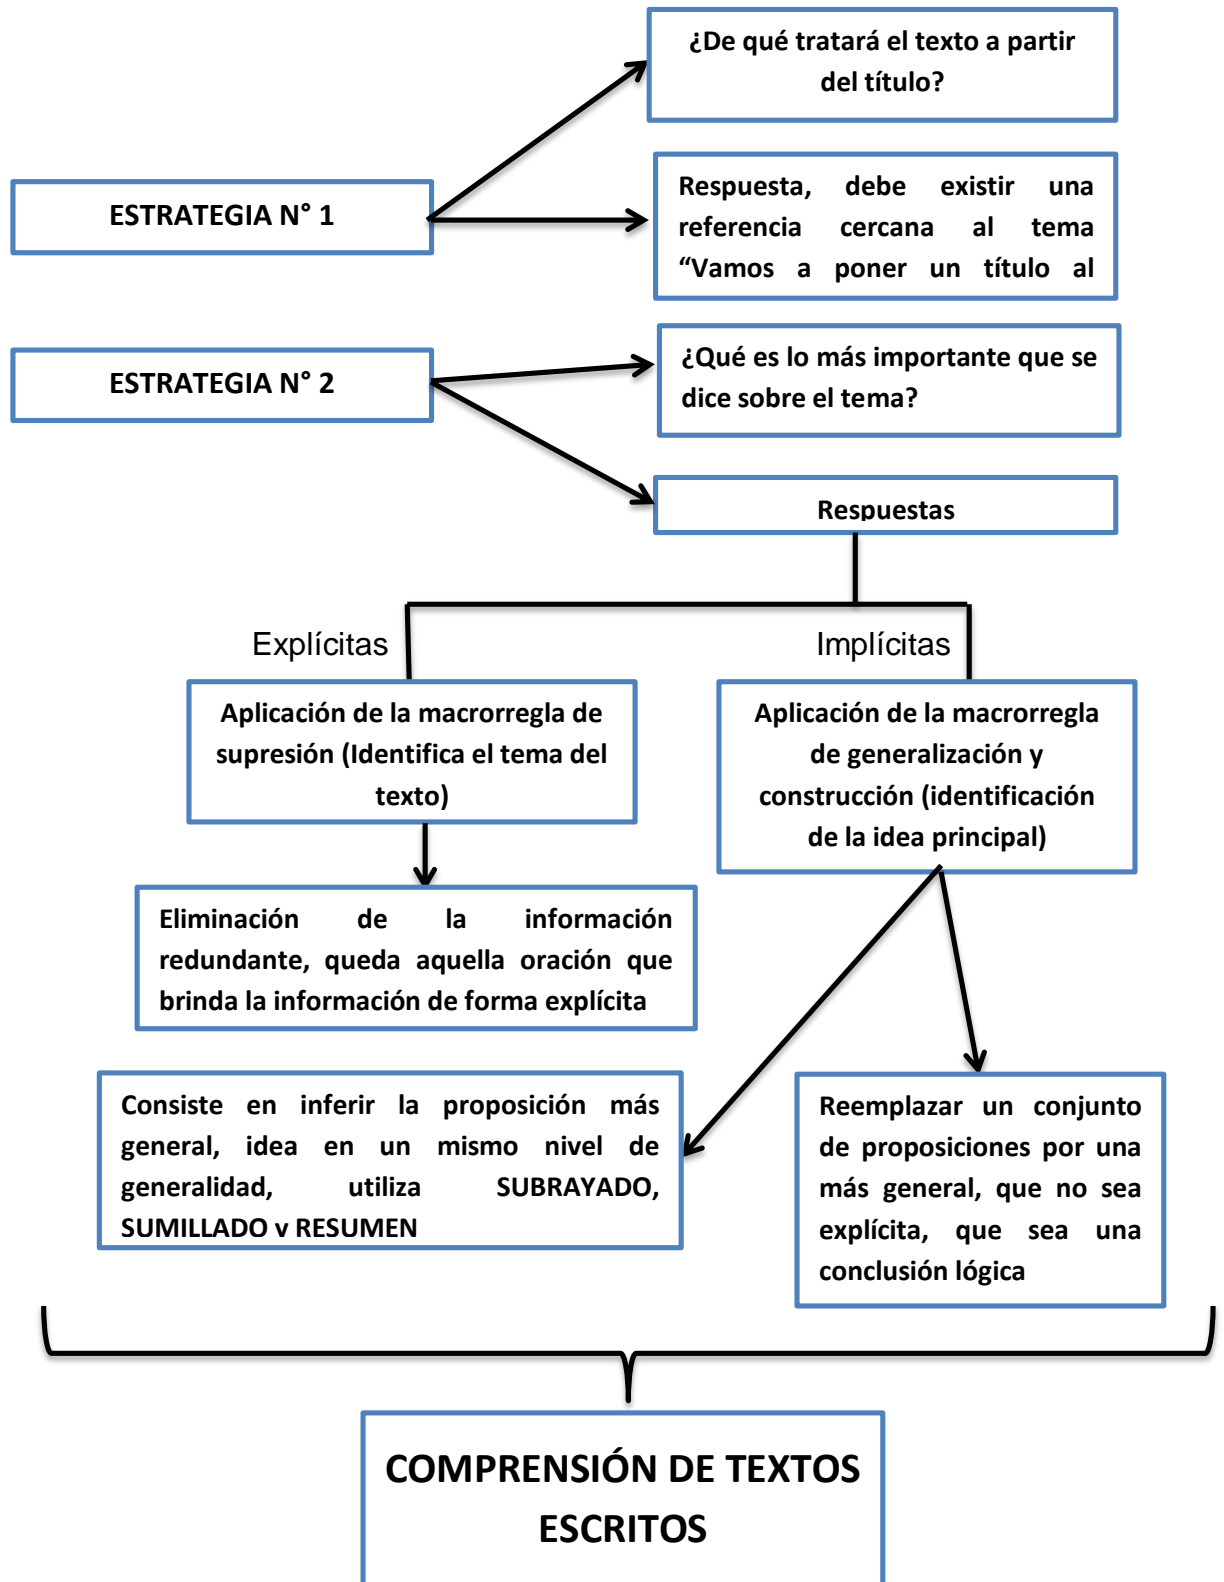 ¿De qué tratará el texto a partir
del título?
ESTRATEGIA N° 1
Respuesta, debe existir una
referencia cercana al tema
“Vamos a poner un título al
ESTRATEGIA N° 2
¿Qué es lo más importante que se
dice sobre el tema?
Respuestas
Explícitas
Implícitas
Aplicación de la macrorregla de
supresión (Identifica el tema del
texto)
Aplicación de la macrorregla
de generalización y
construcción (identificación
de la idea principal)
Eliminación de la información
redundante, queda aquella oración que
brinda la información de forma explícita
Consiste en inferir la proposición más
general, idea en un mismo nivel de
generalidad, utiliza SUBRAYADO,
SUMILLADO y RESUMEN
Reemplazar un conjunto
de proposiciones por una
más general, que no sea
explícita, que sea una
conclusión lógica
COMPRENSIÓN DE TEXTOS
ESCRITOS